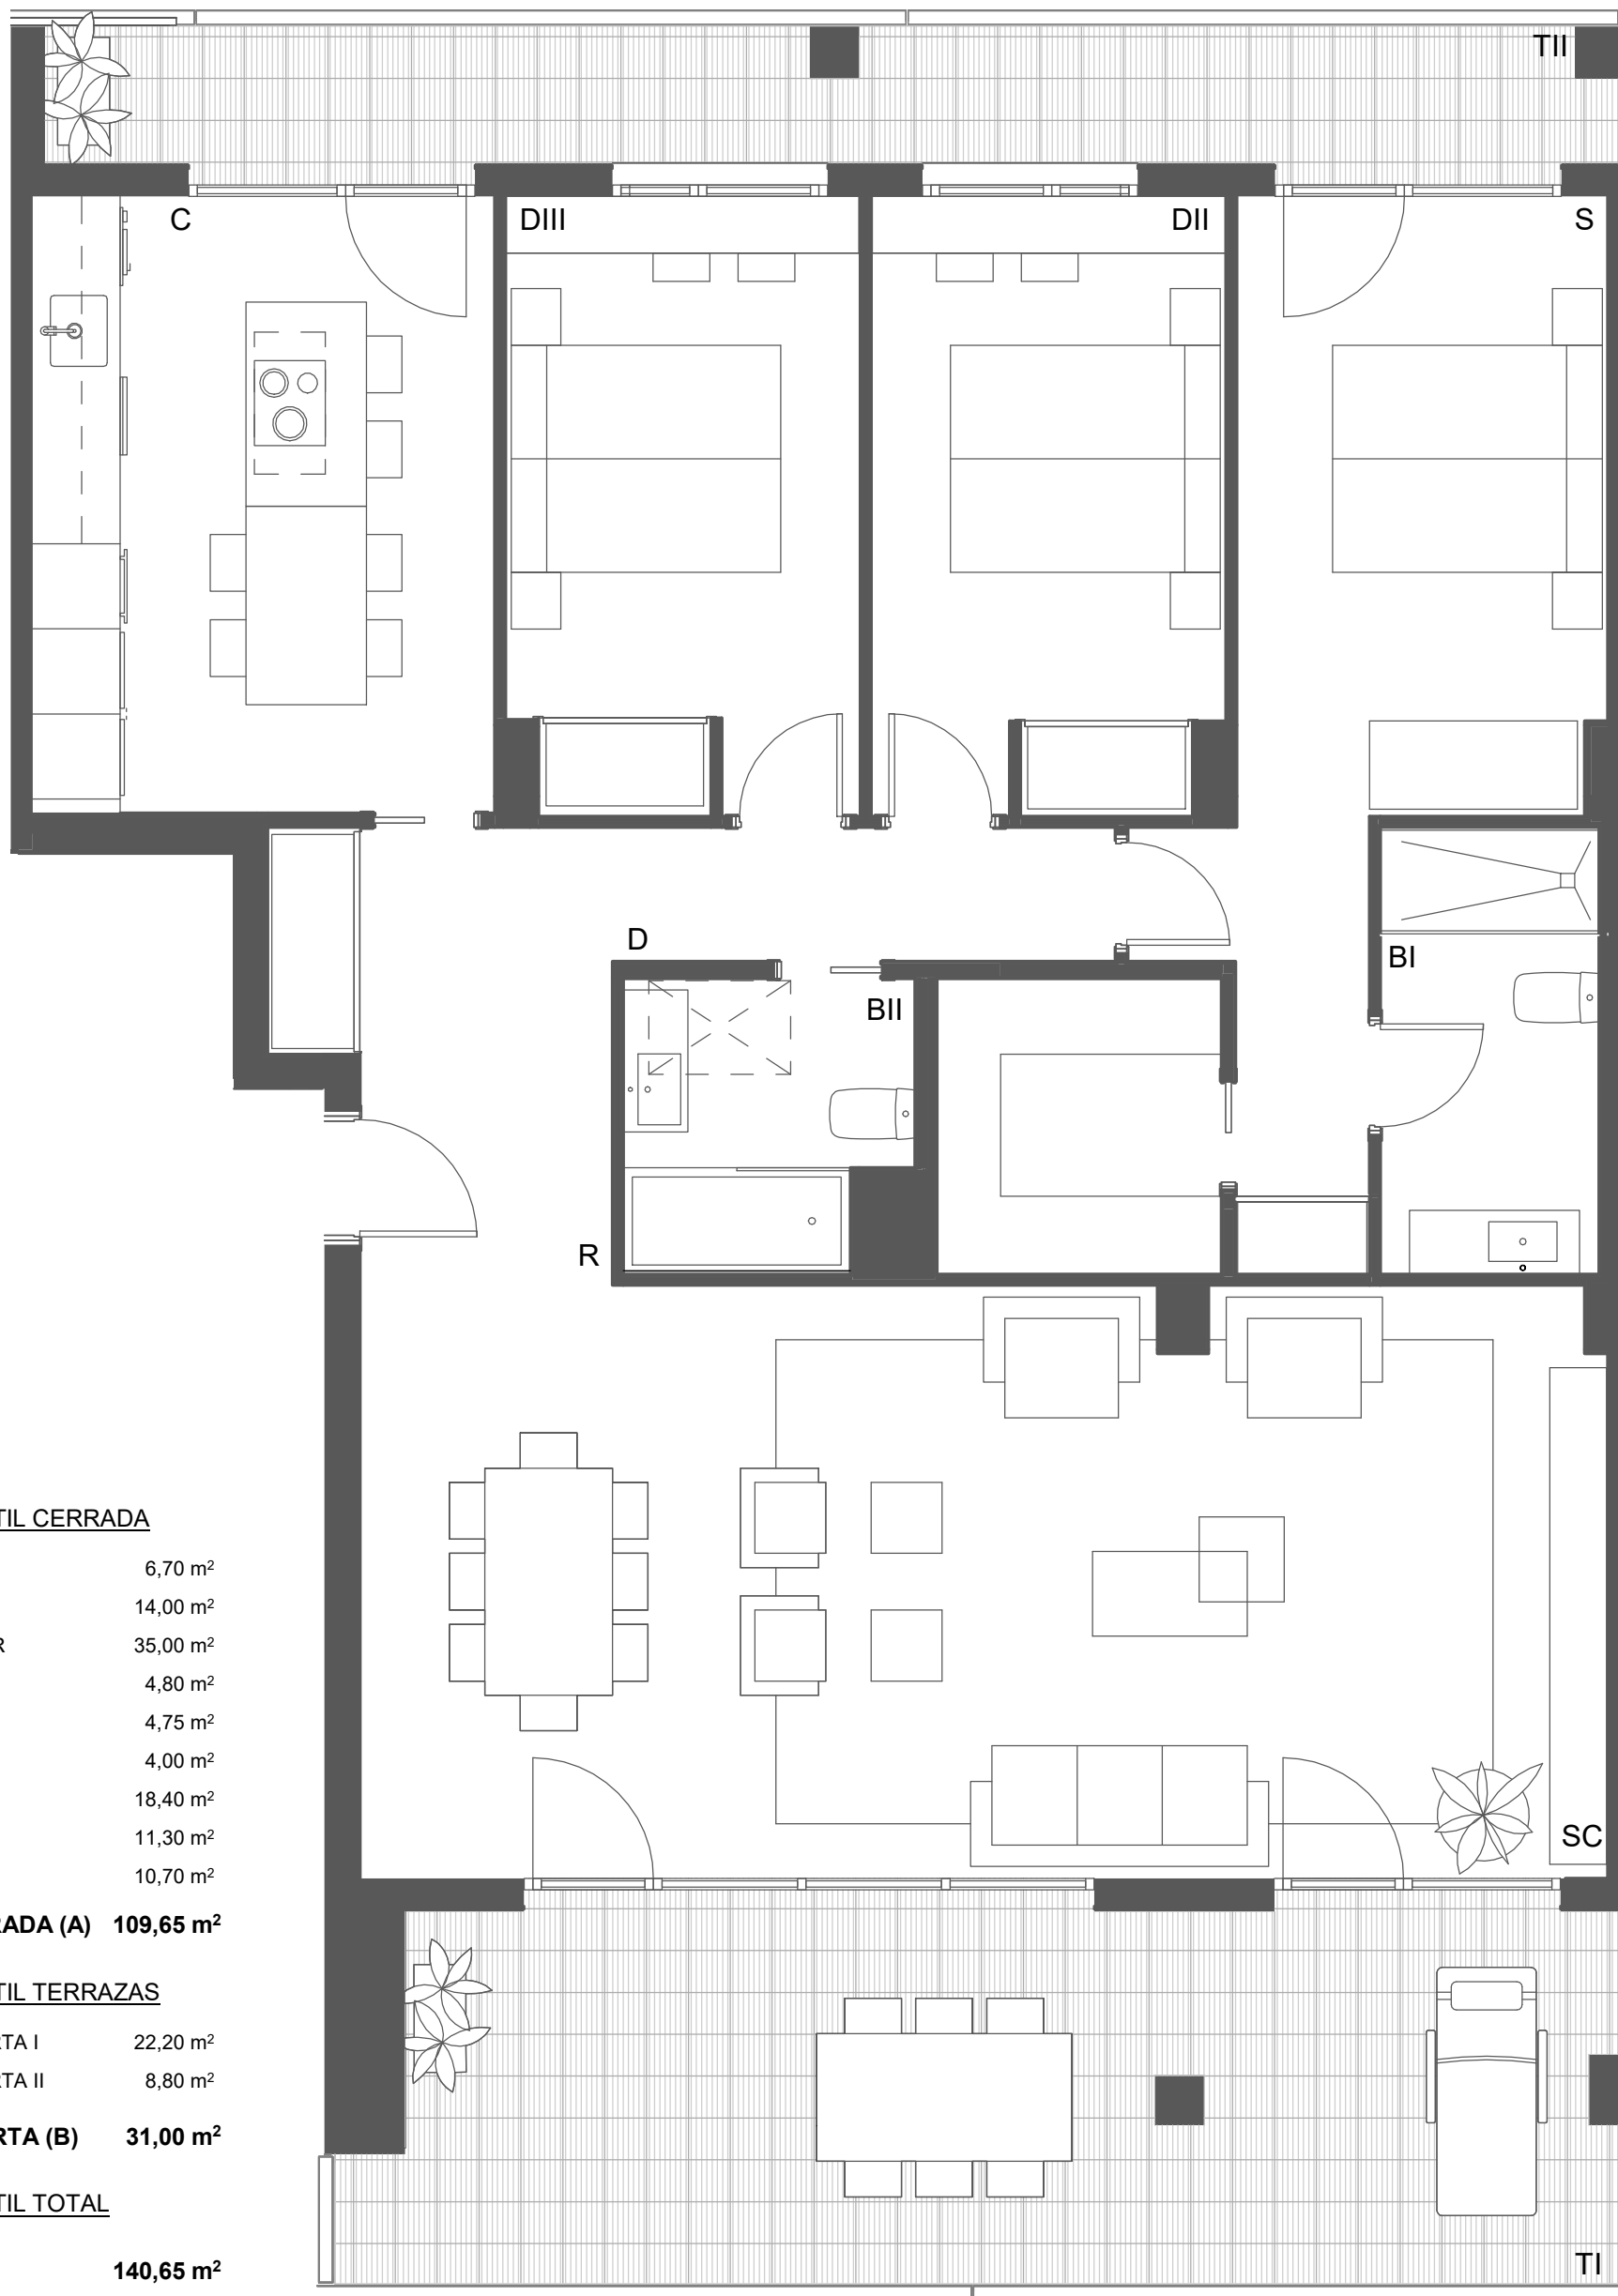 TII
C
DIII
DII
S
D
BI
BII
R
TIL CERRADA
6,70 m²
14,00 m²
R 35,00 m²
4,80 m²
4,75 m²
4,00 m²
18,40 m²
11,30 m²
10,70 m²
RADA (A) 109,65 m²
SC
TIL TERRAZAS
RTA I 22,20 m²
RTA II 8,80 m²
RTA (B) 31,00 m²
TIL TOTAL
140,65 m²
TI